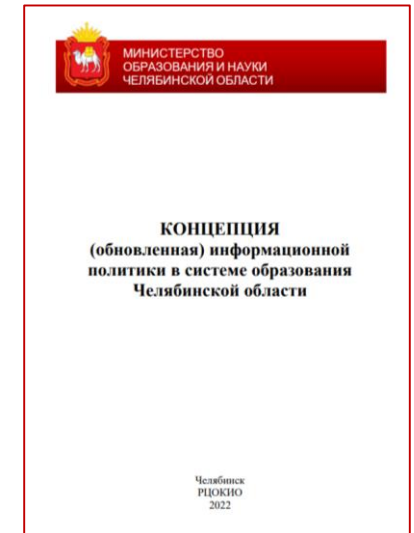 МИНИСТЕРСТВО
ОБРАЗОВАНИЯ И НАУКИ
ЧЕЛЯБИНСКОЙ ОБЛАСТИ
КОНЦЕПЦИЯ
(обновленная) информационной
политики в системе образования
Челябинской области
Челябинск
РЦОКИО
2022